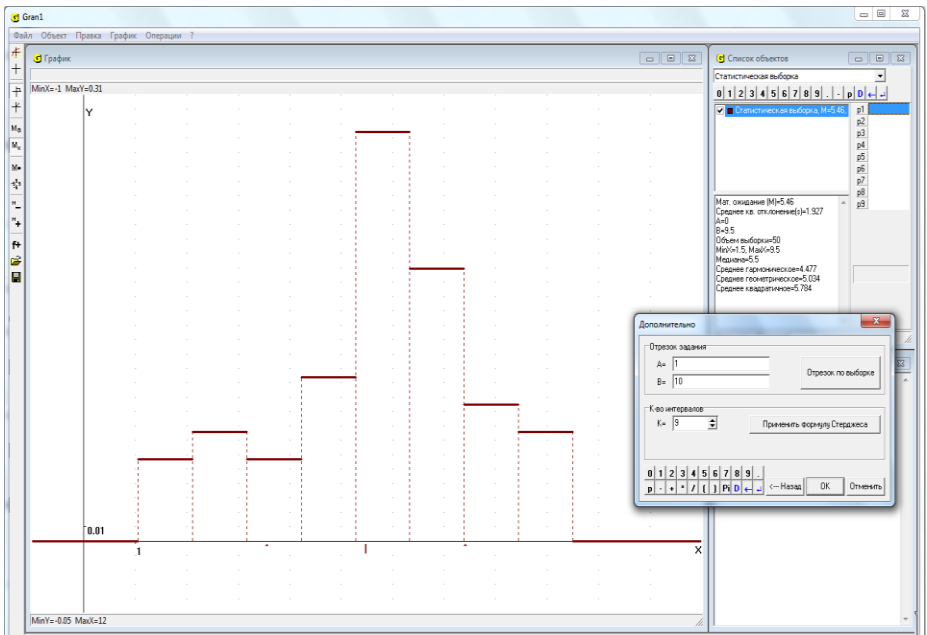 Gran1
Файл Объект Правка График Операции ?
График
MinX=-1 MaxY=0.31
Y
0.01
1
X
MinY=-0.05 MaxX=12
Список объектов
Статистическая выборка
0 1 2 3 4 5 6 7 8 9 . - p D ← ↵
Статистическая выборка, M=5.46,
p1
p2
p3
p4
p5
p6
p7
p8
p9
Мат. ожидание (M)=5.46
Среднее кв. отклонение(s)=1.927
A=0
B=9.5
Объем выборки=50
MinX=1.5, MaxX=9.5
Медиана=5.5
Среднее гармоническое=4.477
Среднее геометрическое=5.034
Среднее квадратичное=5.784
Дополнительно
Отрезок задания
A= 1
B= 10
Отрезок по выборке
К-во интервалов
K= 9
Применить формулу Стерджеса
0 1 2 3 4 5 6 7 8 9 .
p - + * / ( ) Pi D ← ↵
<--- Назад
OK
Отменить